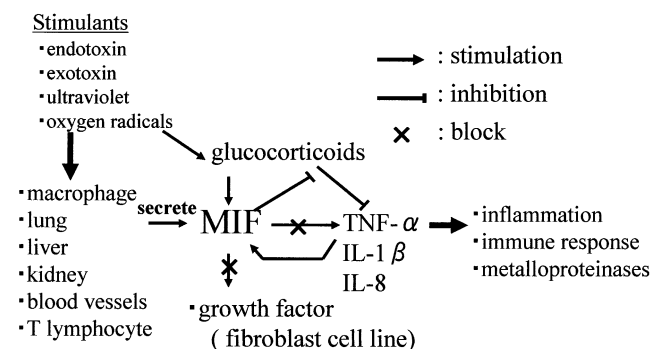 Stimulants
・endotoxin
・exotoxin
・ultraviolet
・oxygen radicals
: stimulation
: inhibition
: block
glucocorticoids
・macrophage
・lung
・liver
・kidney
・blood vessels
・T lymphocyte
secrete
MIF
TNF-α
IL-1β
IL-8
・inflammation
・immune response
・metalloproteinases
・growth factor
( fibroblast cell line)